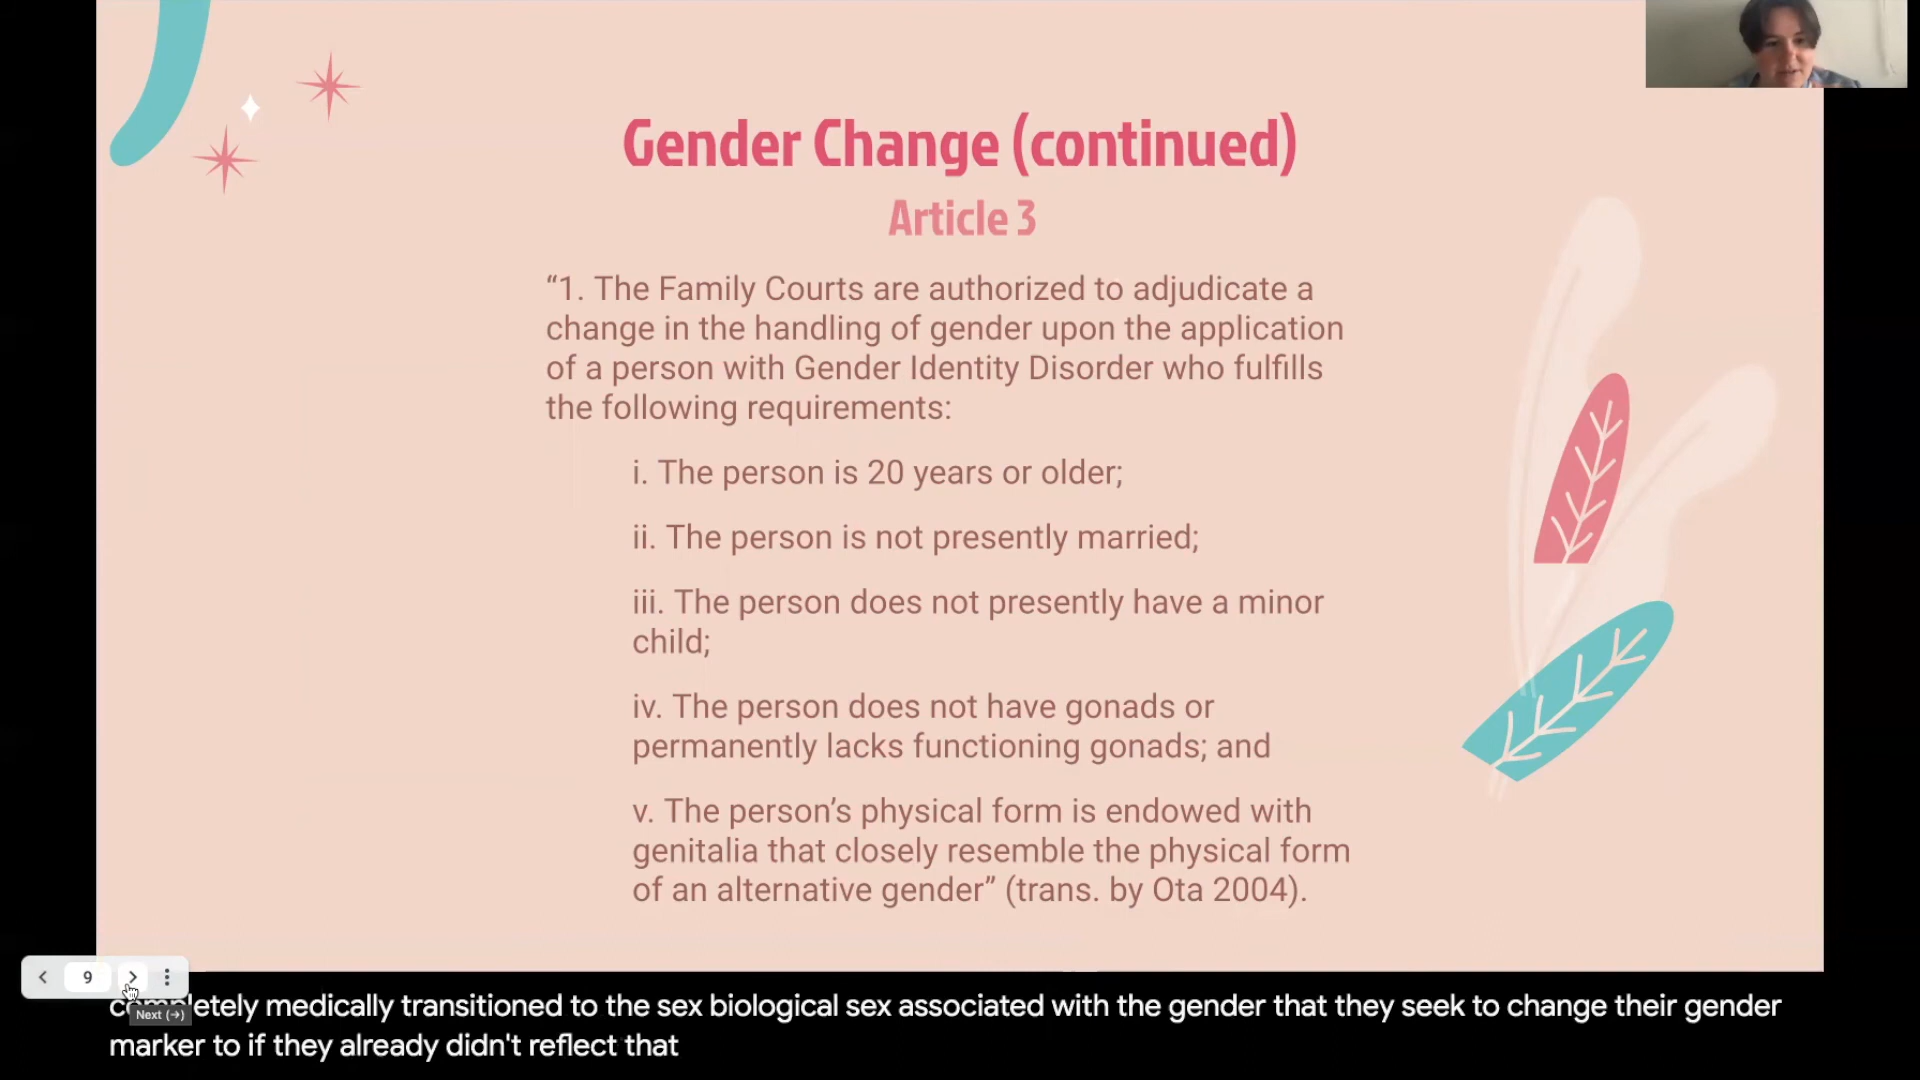 Gender Change (continued)
Article 3
“1. The Family Courts are authorized to adjudicate a
change in the handling of gender upon the application
of a person with Gender Identity Disorder who fulfills
the following requirements:
i. The person is 20 years or older;
ii. The person is not presently married;
iii. The person does not presently have a minor
child;
iv. The person does not have gonads or
permanently lacks functioning gonads; and
v. The person’s physical form is endowed with
genitalia that closely resemble the physical form
of an alternative gender” (trans. by Ota 2004).
9
Next (→)
completely medically transitioned to the sex biological sex associated with the gender that they seek to change their gender
marker to if they already didn't reflect that